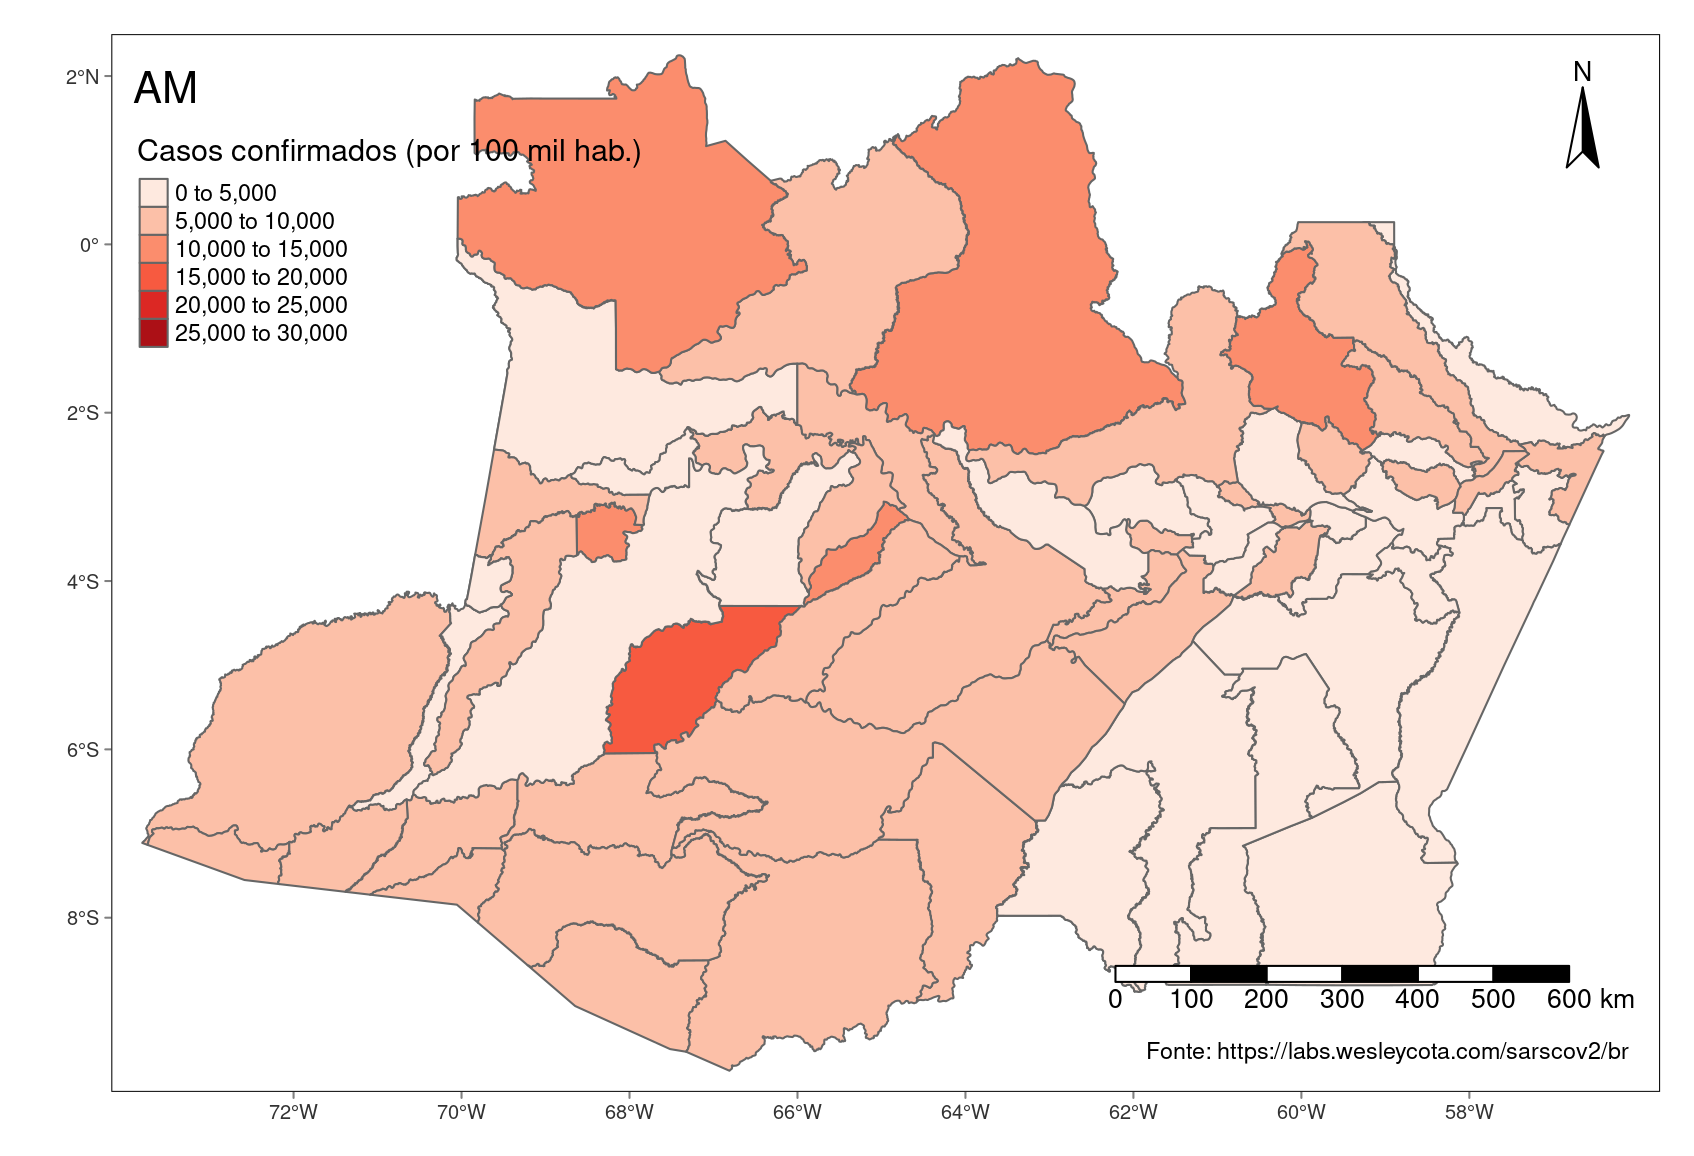 AM
N
Casos confirmados (por 100 mil hab.)
0 to 5,000
5,000 to 10,000
10,000 to 15,000
15,000 to 20,000
20,000 to 25,000
25,000 to 30,000
2°N
0°
2°S
4°S
6°S
8°S
0 100 200 300 400 500 600 km
Fonte: https://labs.wesleycota.com/sarscov2/br
72°W 70°W 68°W 66°W 64°W 62°W 60°W 58°W